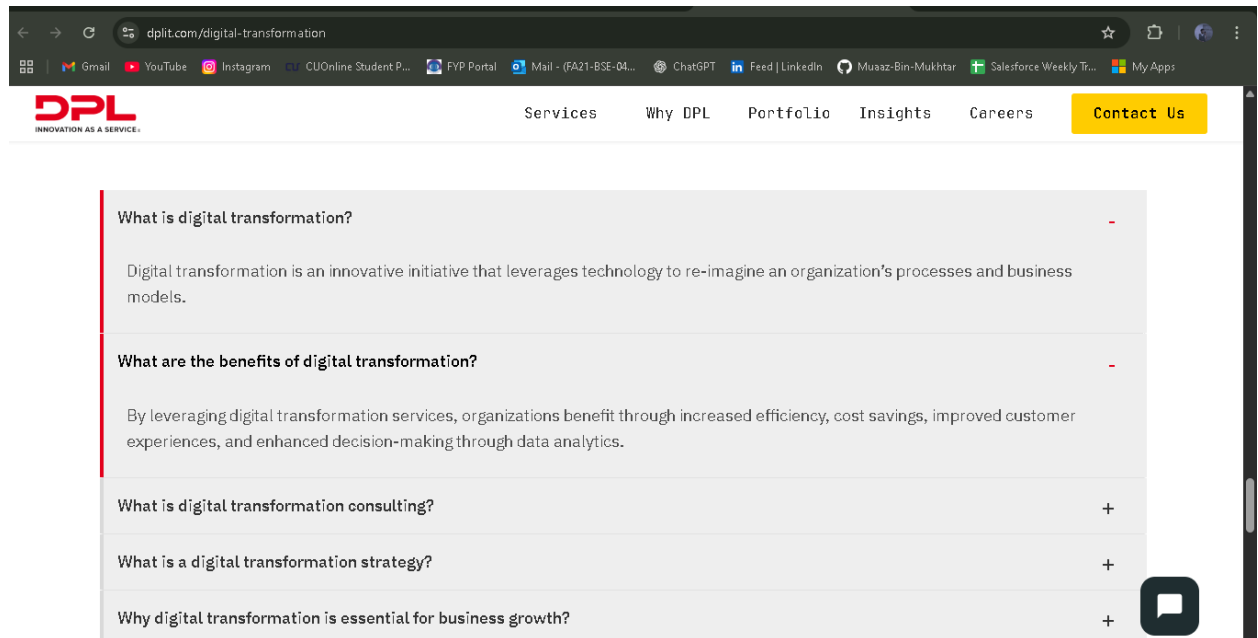 dplit.com/digital-transformation
Gmail YouTube Instagram CUOnline Student P... FYP Portal Mail - (FA21-BSE-04... ChatGPT Feed | LinkedIn Muaaz-Bin-Mukhtar Salesforce Weekly Tr... My Apps
DPL
INNOVATION AS A SERVICE.
Services Why DPL Portfolio Insights Careers Contact Us
What is digital transformation? -
Digital transformation is an innovative initiative that leverages technology to re-imagine an organization's processes and business
models.
What are the benefits of digital transformation? -
By leveraging digital transformation services, organizations benefit through increased efficiency, cost savings, improved customer
experiences, and enhanced decision-making through data analytics.
What is digital transformation consulting? +
What is a digital transformation strategy? +
Why digital transformation is essential for business growth? +